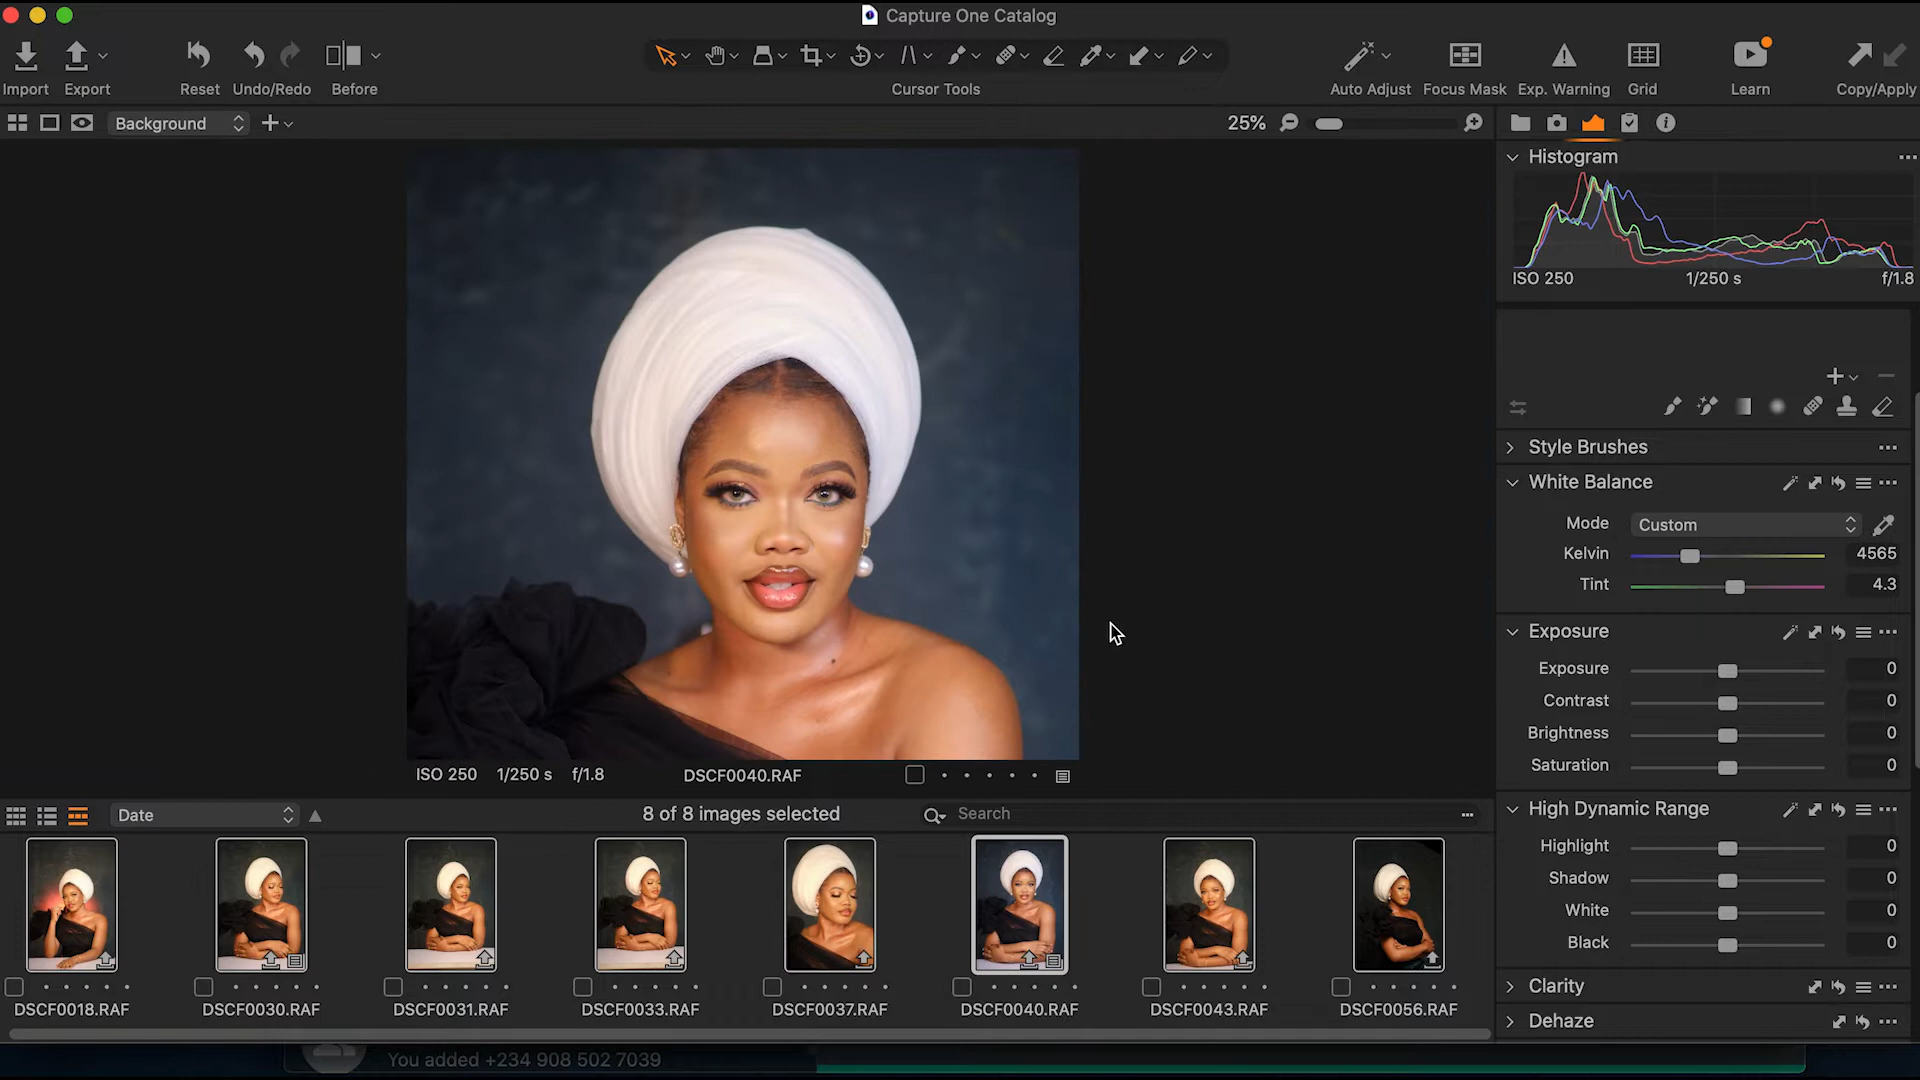 Capture One Catalog
Import Export Reset Undo/Redo Before Cursor Tools Auto Adjust Focus Mask Exp. Warning Grid Learn Copy/Apply
Background 25%
Histogram
ISO 250 1/250 s f/1.8
Style Brushes
White Balance
Mode Custom
Kelvin 4565
Tint 4.3
Exposure
Exposure 0
Contrast 0
Brightness 0
Saturation 0
High Dynamic Range
Highlight 0
Shadow 0
White 0
Black 0
Clarity
Dehaze
ISO 250 1/250 s f/1.8 DSCF0040.RAF
Date 8 of 8 images selected Search
DSCF0018.RAF DSCF0030.RAF DSCF0031.RAF DSCF0033.RAF DSCF0037.RAF DSCF0040.RAF DSCF0043.RAF DSCF0056.RAF
You added +234 908 502 7039